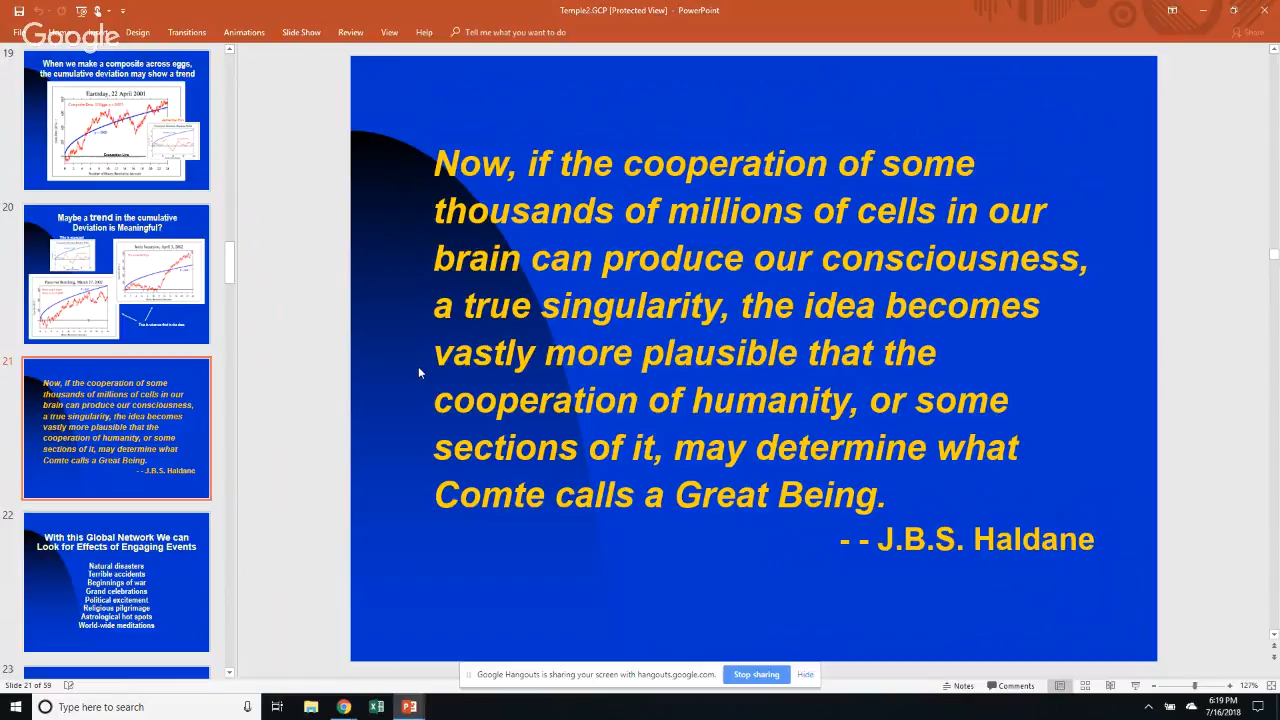 Temple2.GCP [Protected View] - PowerPoint
File Home Insert Design Transitions Animations Slide Show Review View Help Tell me what you want to do Share
Google
19
When we make a composite across eggs,
the cumulative deviation may show a trend
Earthday, 22 April 2001
20
Maybe a trend in the cumulative
Deviation is Meaningful?
21
Now, if the cooperation of some
thousands of millions of cells in our
brain can produce our consciousness,
a true singularity, the idea becomes
vastly more plausible that the
cooperation of humanity, or some
sections of it, may determine what
Comte calls a Great Being.
- - J.B.S. Haldane
22
With this Global Network We can
Look for Effects of Engaging Events
Natural disasters
Terrible accidents
Beginnings of war
Grand celebrations
Political excitement
Religious pilgrimage
Astrological hot spots
World-wide meditations
23
Now, if the cooperation of some
thousands of millions of cells in our
brain can produce our consciousness,
a true singularity, the idea becomes
vastly more plausible that the
cooperation of humanity, or some
sections of it, may determine what
Comte calls a Great Being.
- - J.B.S. Haldane
Google Hangouts is sharing your screen with hangouts.google.com. Stop sharing Hide
Slide 21 of 59 Notes Comments 127%
Type here to search
6:19 PM
7/16/2018